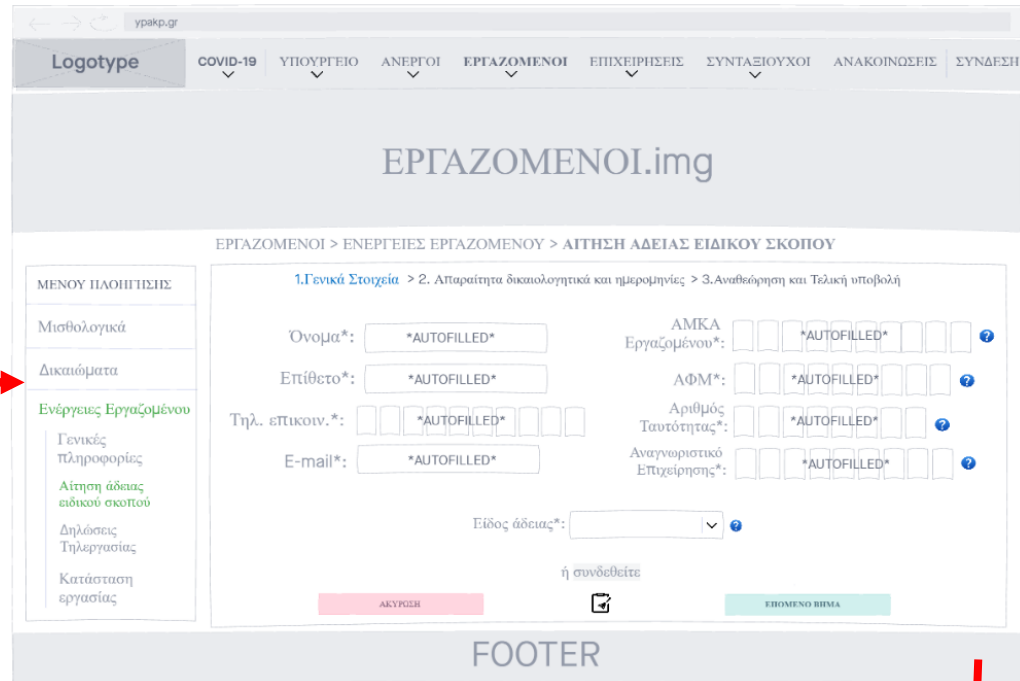 ypakp.gr
Logotype COVID-19 ΥΠΟΥΡΓΕΙΟ ΑΝΕΡΓΟΙ ΕΡΓΑΖΟΜΕΝΟΙ ΕΠΙΧΕΙΡΗΣΕΙΣ ΣΥΝΤΑΞΙΟΥΧΟΙ ΑΝΑΚΟΙΝΩΣΕΙΣ ΣΥΝΔΕΣΗ
ΕΡΓΑΖΟΜΕΝΟΙ.img
ΕΡΓΑΖΟΜΕΝΟΙ > ΕΝΕΡΓΕΙΕΣ ΕΡΓΑΖΟΜΕΝΟΥ > ΑΙΤΗΣΗ ΑΔΕΙΑΣ ΕΙΔΙΚΟΥ ΣΚΟΠΟΥ
ΜΕΝΟΥ ΠΛΟΗΓΙΣΗΣ
Μισθολογικά
Δικαιώματα
Ενέργειες Εργαζομένου
Γενικές
πληροφορίες
Αίτηση άδειας
ειδικού σκοπού
Δηλώσεις
Τηλεργασίας
Κατάσταση
εργασίας
1.Γενικά Στοιχεία > 2. Απαραίτητα δικαιολογητικά και ημερομηνίες > 3.Αναθεώρηση και Τελική υποβολή
Όνομα*: *AUTOFILLED*
Επίθετο*: *AUTOFILLED*
Τηλ. επικοιν.*: *AUTOFILLED*
E-mail*: *AUTOFILLED*
ΑΜΚΑ
Εργαζομένου*: *AUTOFILLED* ?
ΑΦΜ*: *AUTOFILLED* ?
Αριθμός
Ταυτότητας*: *AUTOFILLED* ?
Αναγνωριστικό
Επιχείρησης*: *AUTOFILLED* ?
Είδος άδειας*: ?
ή συνδεθείτε
ΑΚΥΡΩΣΗ ΕΠΟΜΕΝΟ ΒΗΜΑ
FOOTER